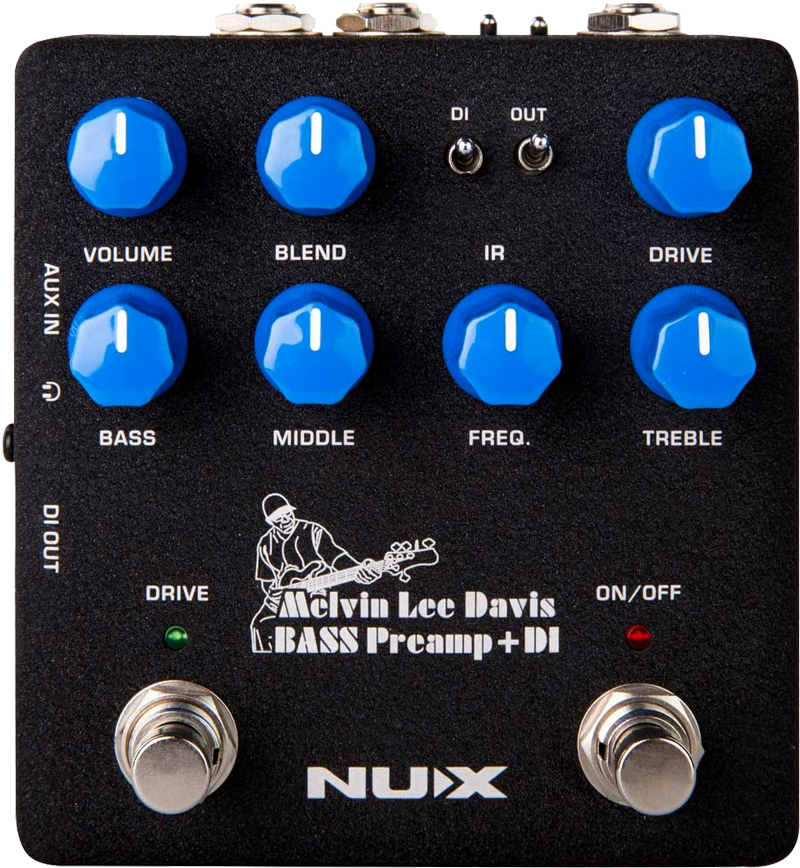 DI OUT
VOLUME BLEND IR DRIVE
AUX IN
BASS MIDDLE FREQ. TREBLE
DI OUT
DRIVE ON/OFF
Melvin Lee Davis
BASS Preamp+DI
NUX